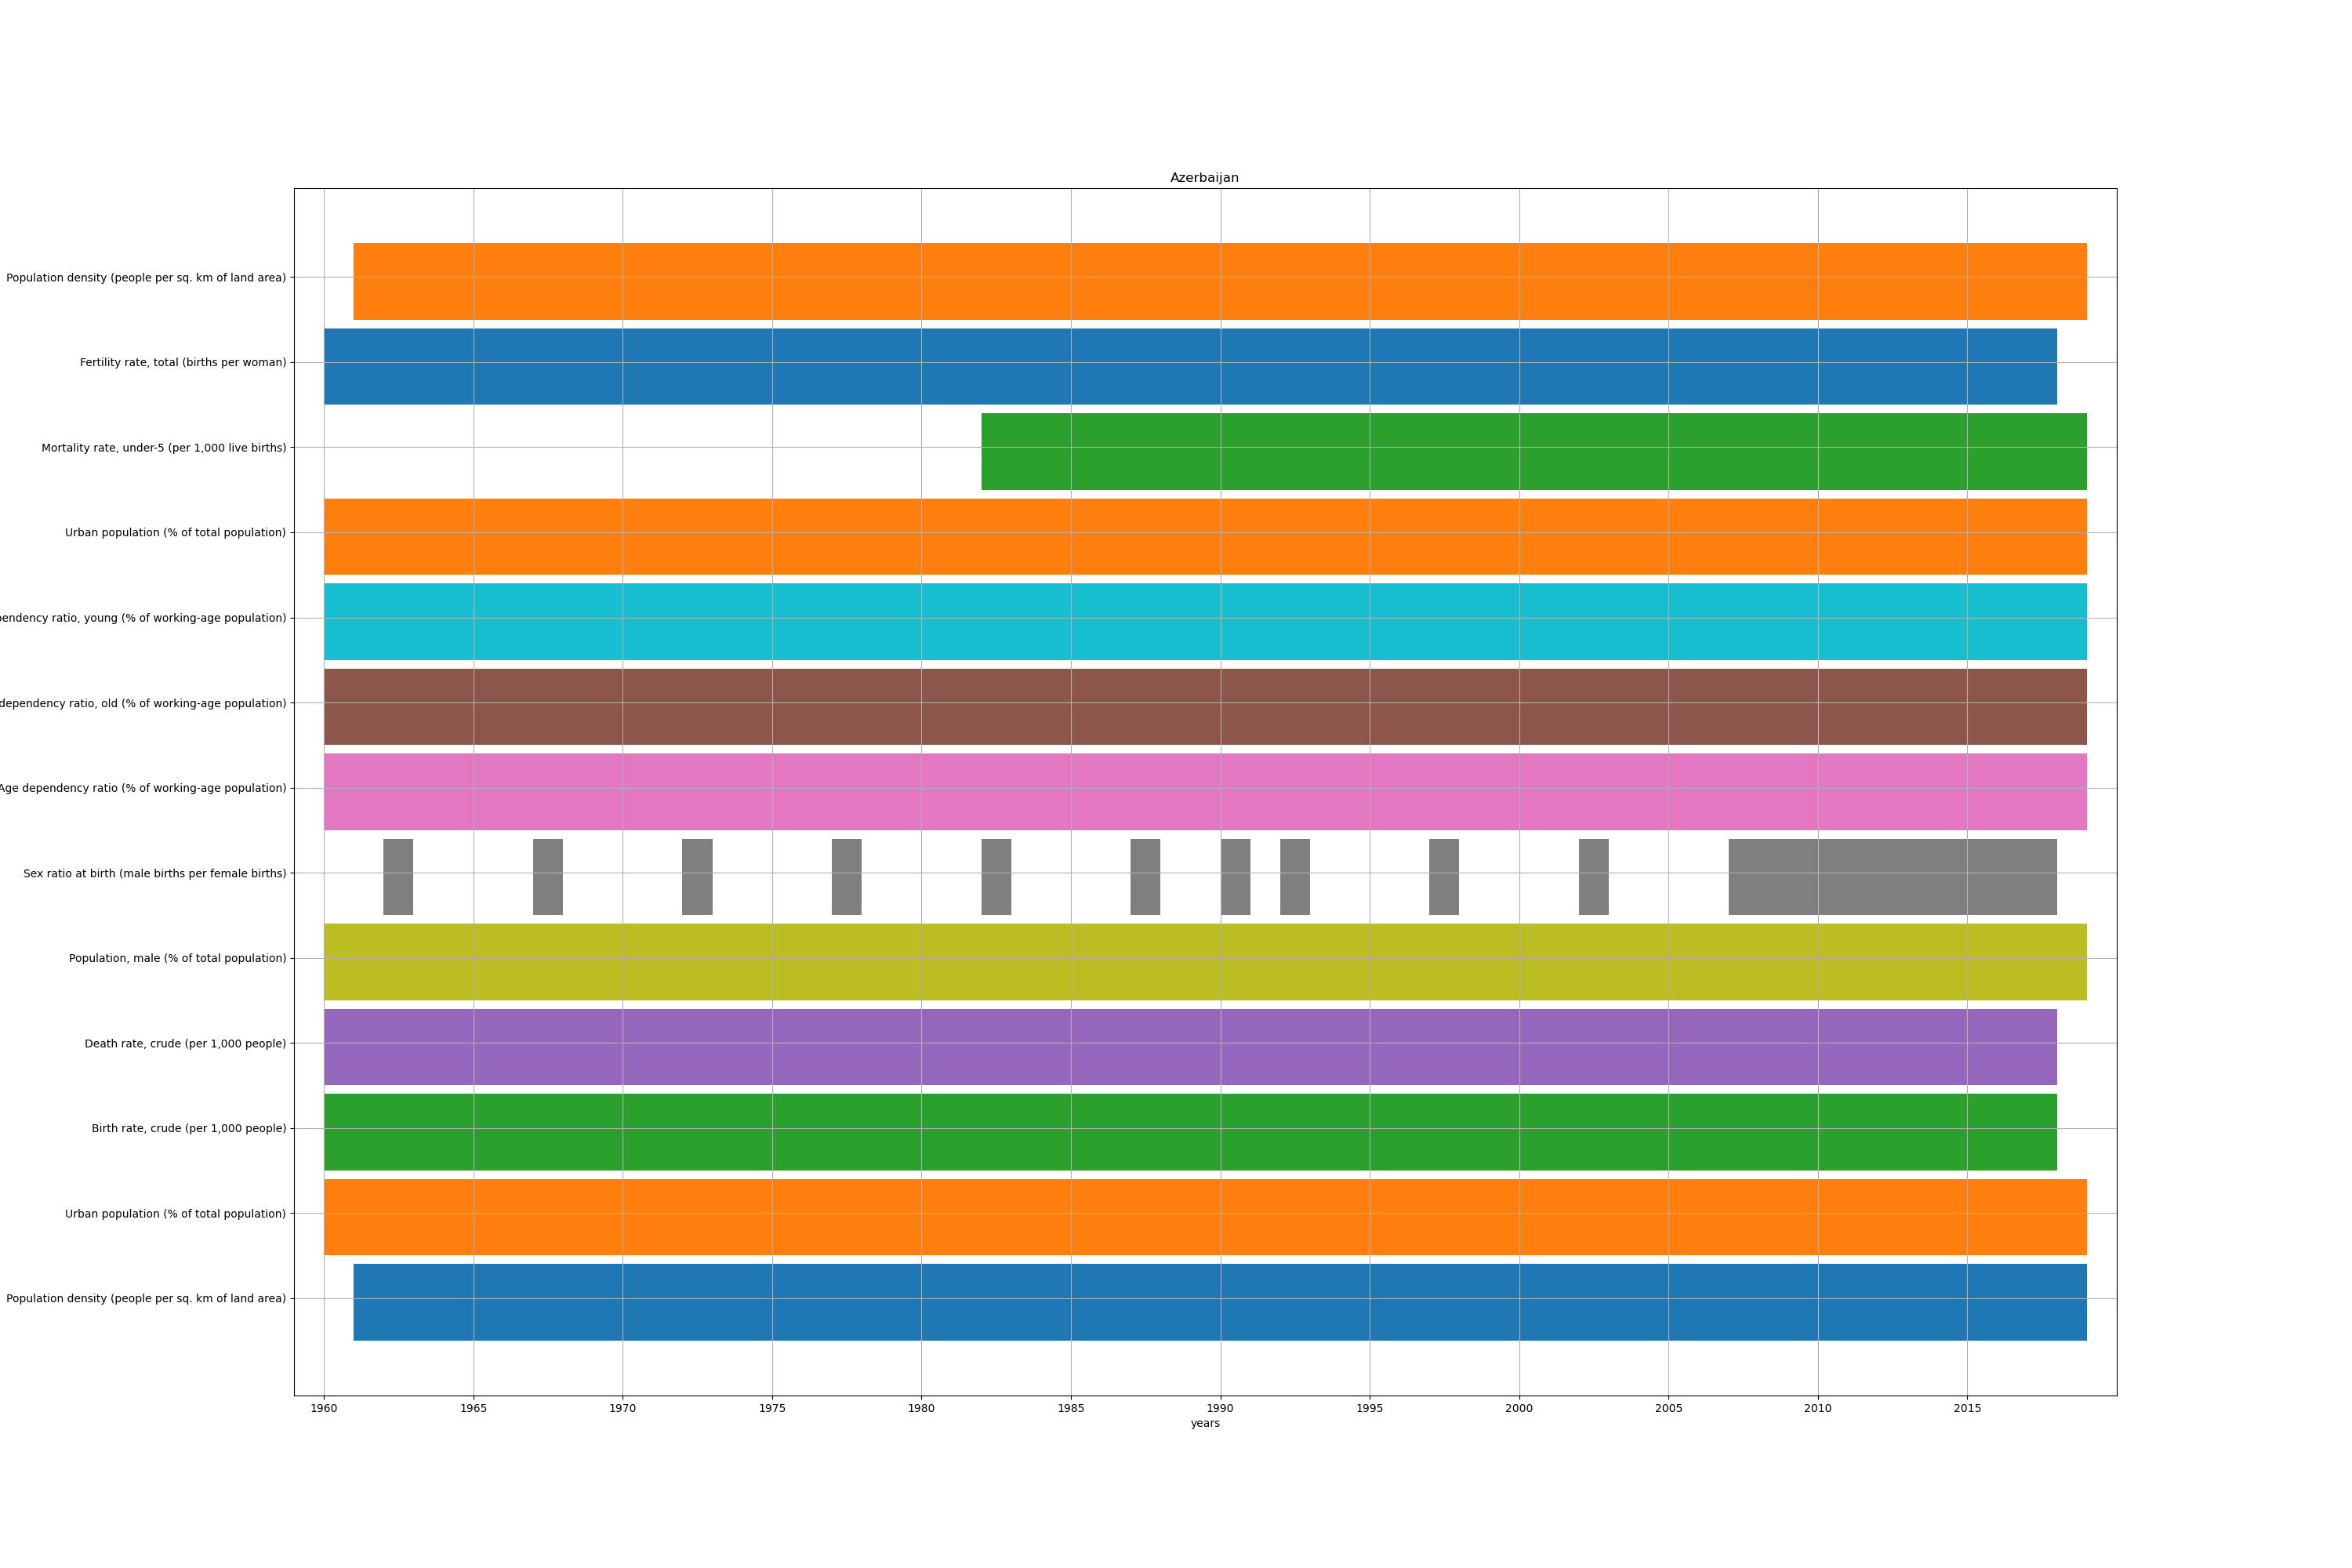 Azerbaijan
Population density (people per sq. km of land area)
Fertility rate, total (births per woman)
Mortality rate, under-5 (per 1,000 live births)
Urban population (% of total population)
ratio, young (% of working-age population)
dependency ratio, old (% of working-age population)
Age dependency ratio (% of working-age population)
Sex ratio at birth (male births per female births)
Population, male (% of total population)
Death rate, crude (per 1,000 people)
Birth rate, crude (per 1,000 people)
Urban population (% of total population)
Population density (people per sq. km of land area)
1960 1965 1970 1975 1980 1985 1990 1995 2000 2005 2010 2015
years